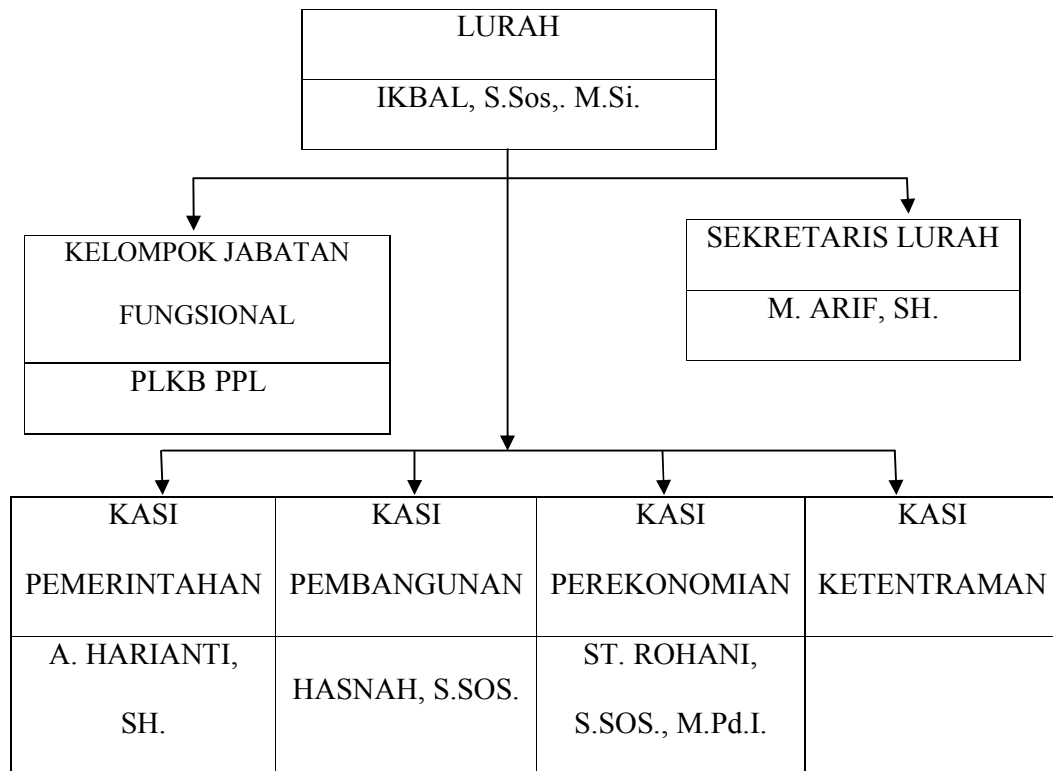 LURAH
IKBAL, S.Sos,. M.Si.
KELOMPOK JABATAN
FUNGSIONAL
PLKB PPL
SEKRETARIS LURAH
M. ARIF, SH.
KASI
PEMERINTAHAN
A. HARIANTI,
SH.
KASI
PEMBANGUNAN
HASNAH, S.SOS.
KASI
PEREKONOMIAN
ST. ROHANI,
S.SOS., M.Pd.I.
KASI
KETENTRAMAN